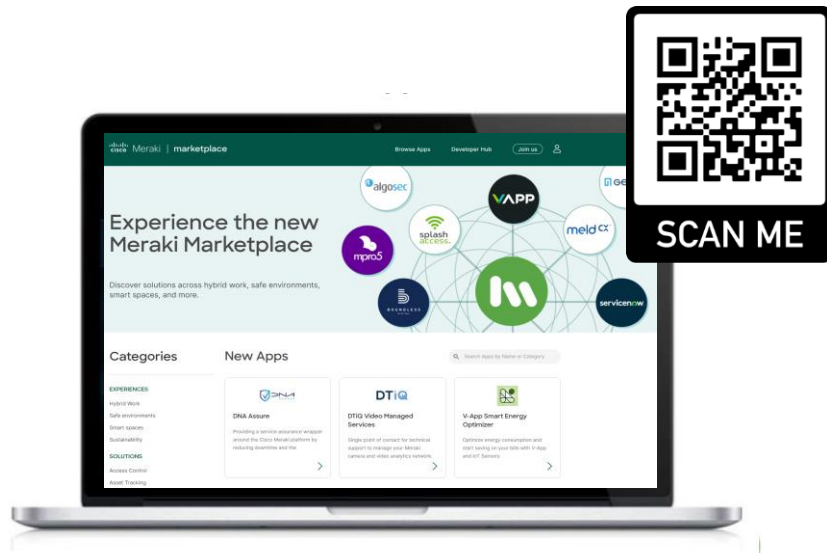 CISCO Meraki | marketplace
Browse Apps
Developer Hub
Join us
algosec
VAPP
splash
access
meld cx
mpro5
BOUNDLESS
servicenow
Experience the new
Meraki Marketplace
Discover solutions across hybrid work, safe environments,
smart spaces, and more.
SCAN ME
Categories
New Apps
Search Apps by Name or Category
EXPERIENCES
Hybrid Work
Safe environments
Smart spaces
Sustainability
SOLUTIONS
Access Control
Asset Tracking
DNA
DNA Assure
Providing a service assurance wrapper
around the Cisco Meraki platform by
reducing downtime and the
DTiQ
DTiQ Video Managed
Services
Single point of contact for technical
support to manage your Meraki
camera and video analytics network.
V-App Smart Energy
Optimizer
Optimize energy consumption and
start saving on your bills with V-App
and IoT Sensors